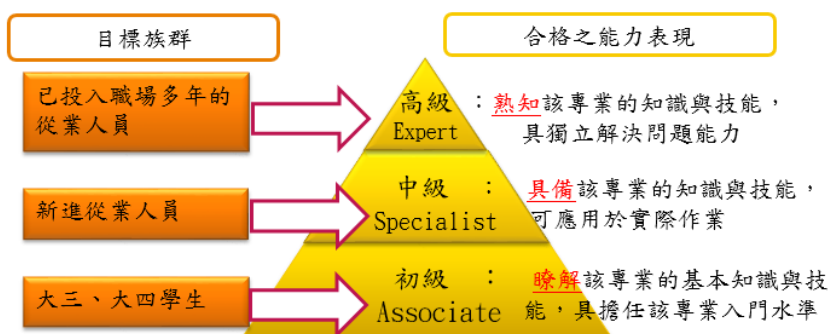 目標族群
合格之能力表現
已投入職場多年的
從業人員
高級
Expert
：熟知該專業的知識與技能，
具獨立解決問題能力
新進從業人員
中級
Specialist
：具備該專業的知識與技能，
可應用於實際作業
大三、大四學生
初級
Associate
：瞭解該專業的基本知識與技
能，具擔任該專業入門水準